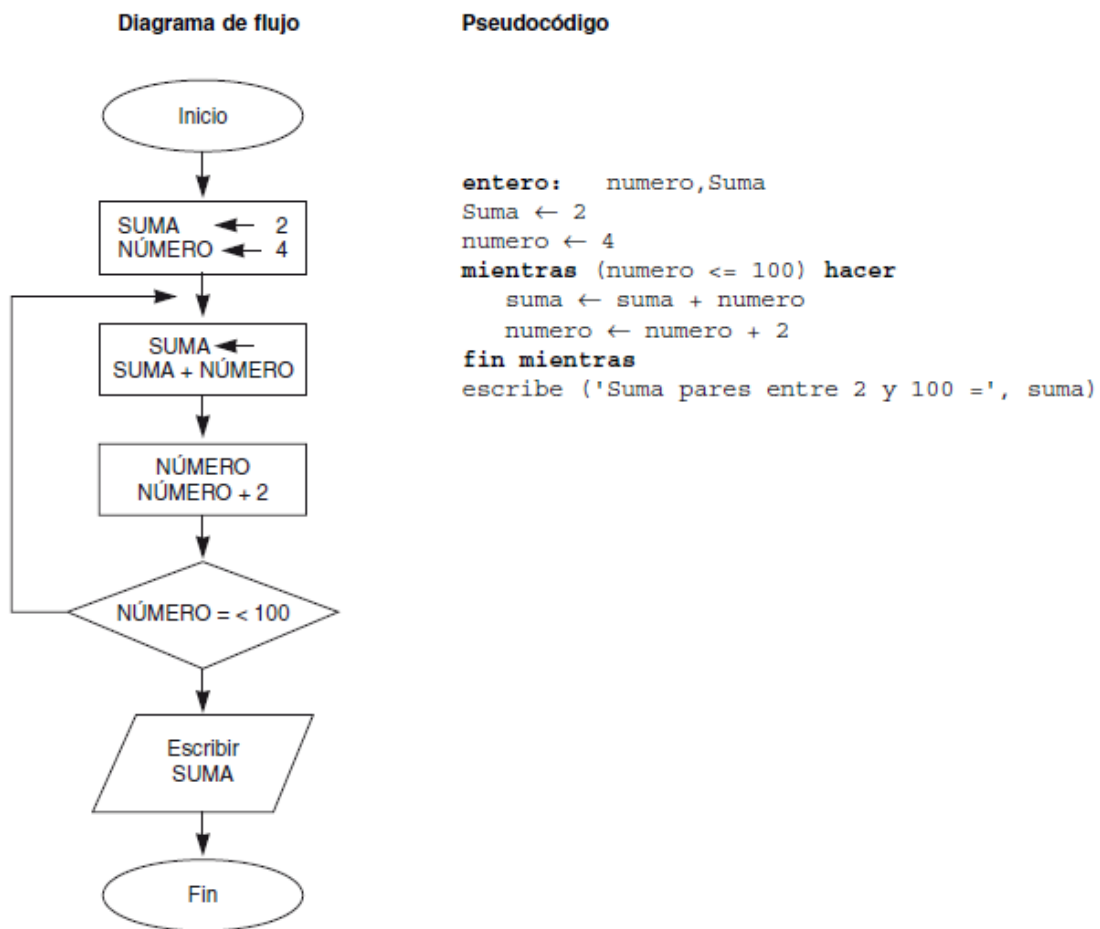 Diagrama de flujo
Inicio
SUMA ← 2
NÚMERO ← 4
SUMA ←
SUMA + NÚMERO
NÚMERO
NÚMERO + 2
NÚMERO = < 100
Escribir
SUMA
Fin
Pseudocódigo
entero: numero,Suma
Suma ← 2
numero ← 4
mientras (numero <= 100) hacer
suma ← suma + numero
numero ← numero + 2
fin mientras
escribe ('Suma pares entre 2 y 100 =', suma)